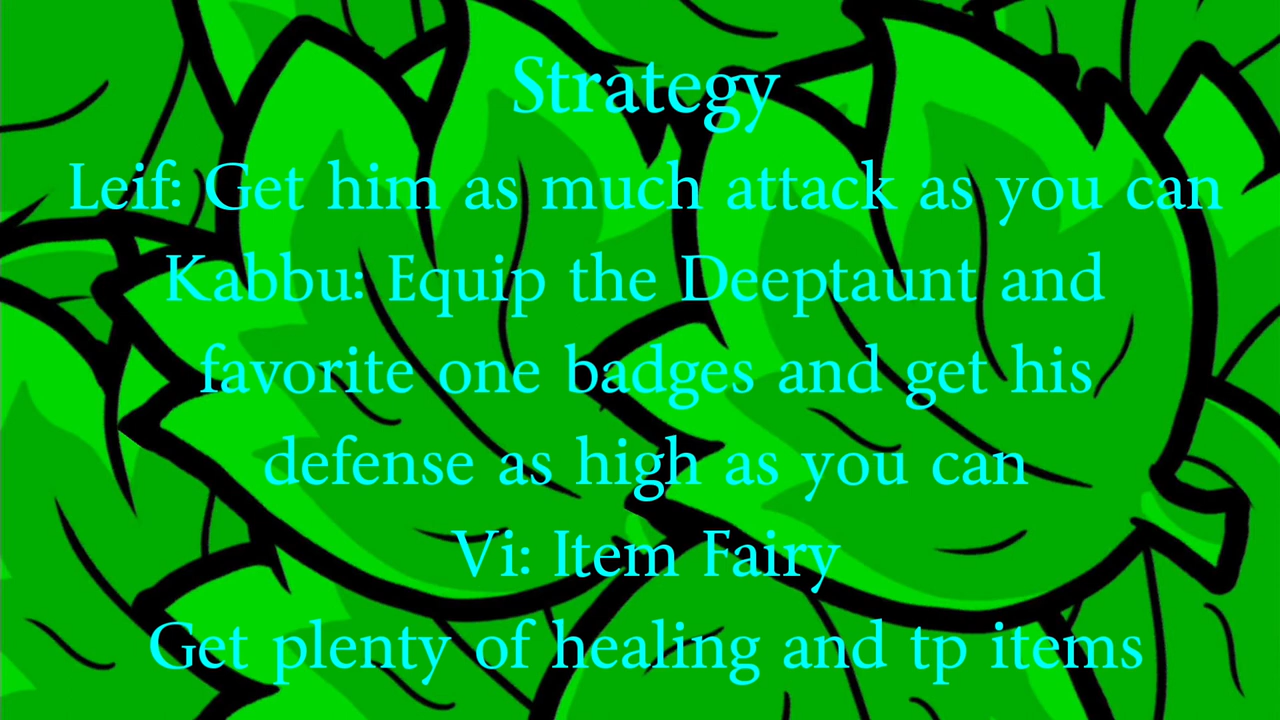 Strategy
Leif: Get him as much attack as you can
Kabbu: Equip the Deeptaunt and
favorite one badges and get his
defense as high as you can
Vi: Item Fairy
Get plenty of healing and tp items